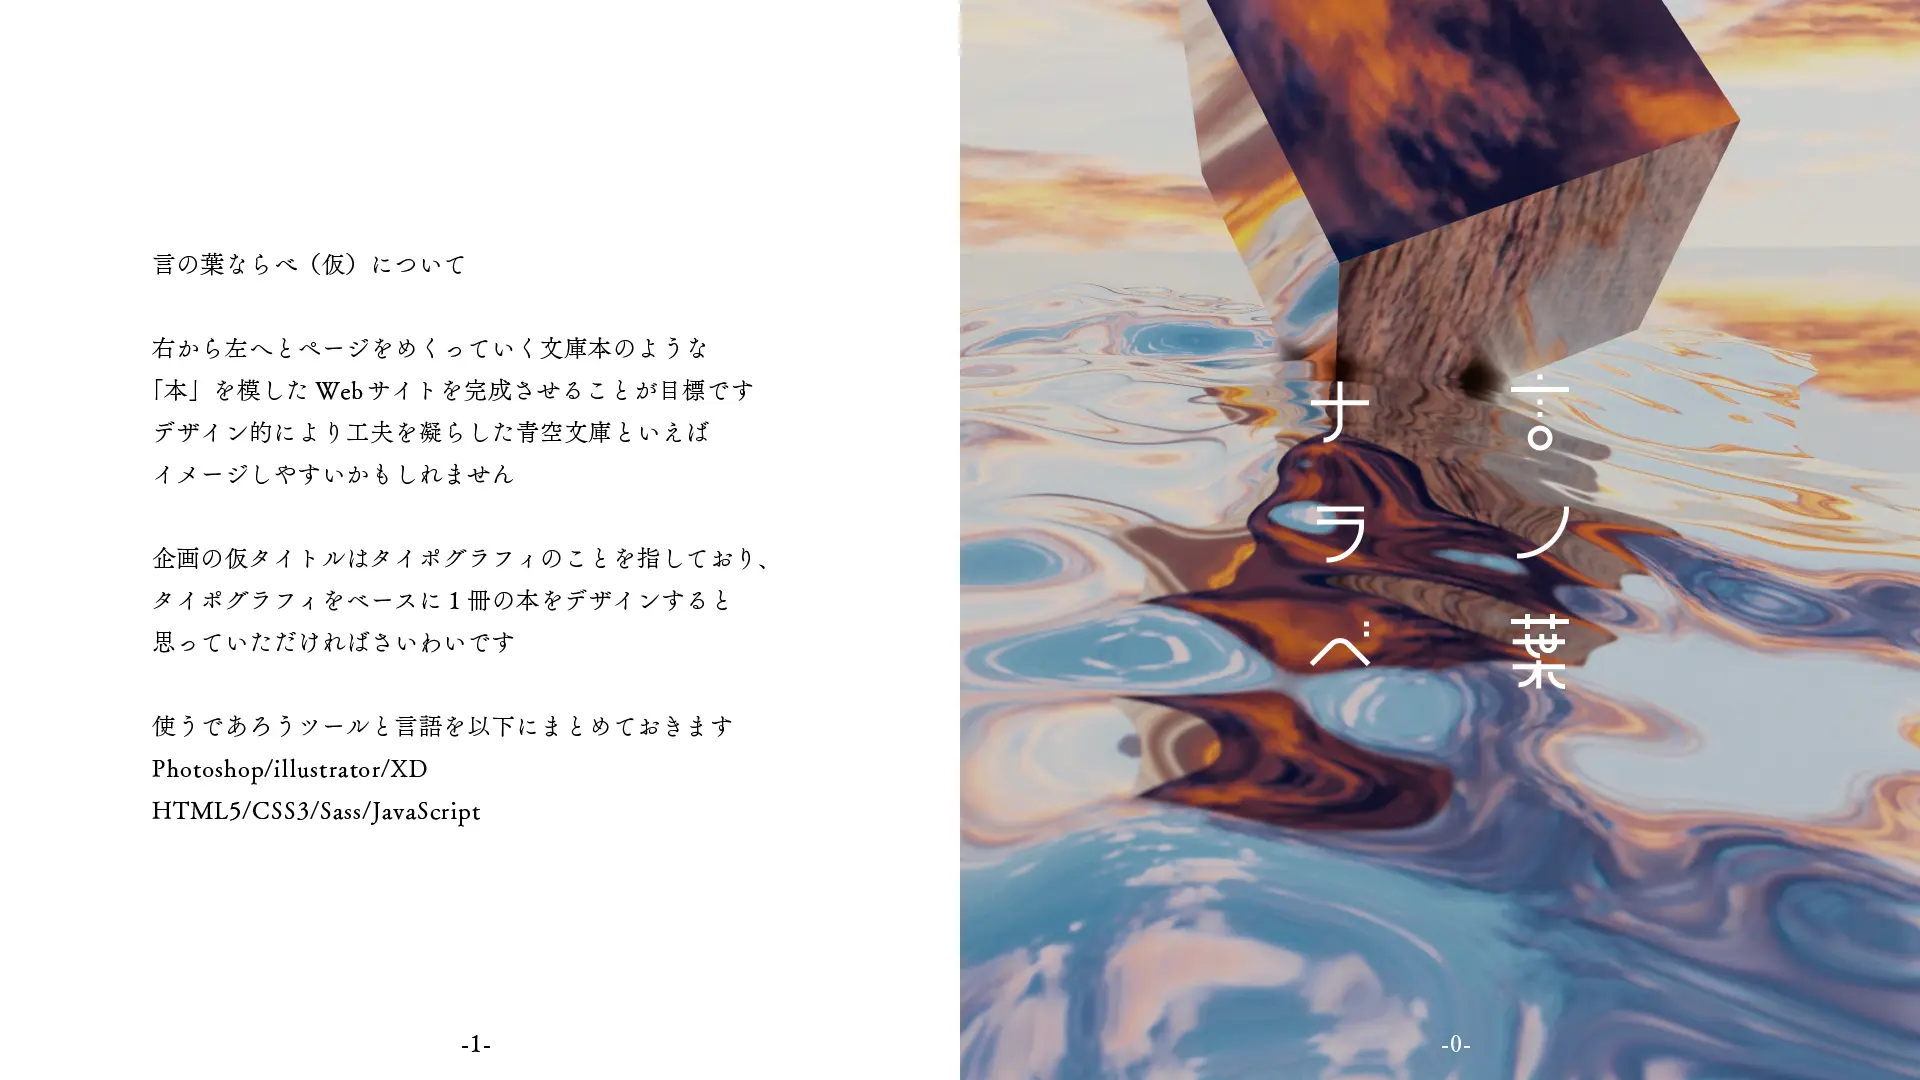 言ノ葉
ナラベ
-0-
言の葉ならべ（仮）について
右から左へとページをめくっていく文庫本のような
「本」を模した Webサイトを完成させることが目標です
デザイン的により工夫を凝らした青空文庫といえば
イメージしやすいかもしれません
企画の仮タイトルはタイポグラフィのことを指しており、
タイポグラフィをベースに 1 冊の本をデザインすると
思っていただければさいわいです
使うであろうツールと言語を以下にまとめておきます
Photoshop/illustrator/XD
HTML5/CSS3/Sass/JavaScript
-1-